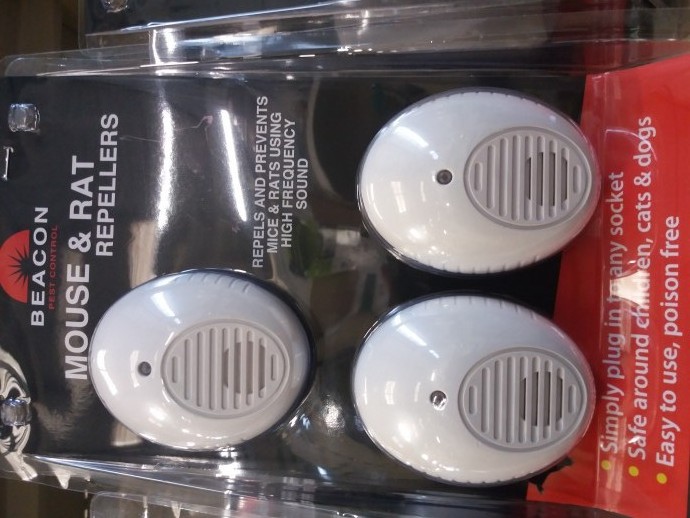 BEACON
PEST CONTROL
MOUSE & RAT
REPELLERS
REPELS AND PREVENTS
MICE & RATS USING
HIGH FREQUENCY
SOUND
• Simply plug in to any socket
• Safe around children, cats & dogs
• Easy to use, poison free